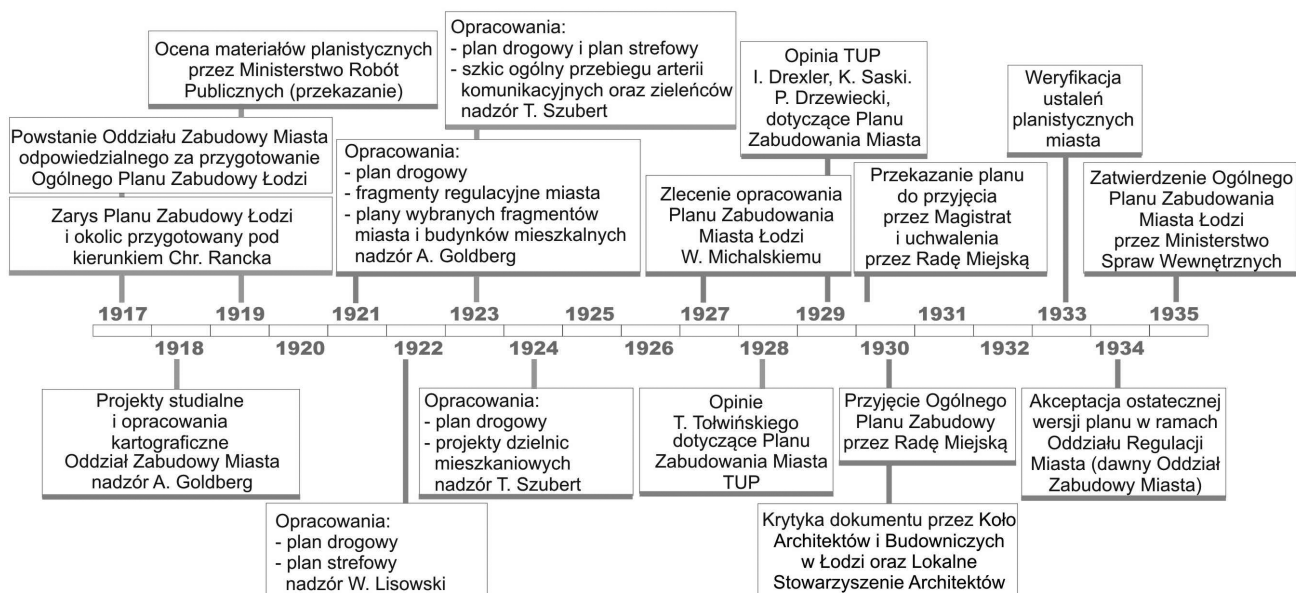 Ocena materiałów planistycznych
przez Ministerstwo Robót
Publicznych (przekazanie)
Powstanie Oddziału Zabudowy Miasta
odpowiedzialnego za przygotowanie
Ogólnego Planu Zabudowy Łodzi
Zarys Planu Zabudowy Łodzi
i okolic przygotowany pod
kierunkiem Chr. Rancka
Opracowania:
- plan drogowy i plan strefowy
- szkic ogólny przebiegu arterii
komunikacyjnych oraz zieleńców
nadzór T. Szubert
Opracowania:
- plan drogowy
- fragmenty regulacyjne miasta
- plany wybranych fragmentów
miasta i budynków mieszkalnych
nadzór A. Goldberg
Opinia TUP
I. Drexler, K. Saski.
P. Drzewiecki,
dotyczące Planu
Zabudowania Miasta
Zlecenie opracowania
Planu Zabudowania
Miasta Łodzi
W. Michalskiemu
Przekazanie planu
do przyjęcia
przez Magistrat
i uchwalenia
przez Radę Miejską
Weryfikacja
ustaleń
planistycznych
miasta
Zatwierdzenie Ogólnego
Planu Zabudowania
Miasta Łodzi
przez Ministerstwo
Spraw Wewnętrznych
1917 1919 1921 1923 1925 1927 1929 1931 1933 1935
1918 1920 1922 1924 1926 1928 1930 1932 1934
Projekty studialne
i opracowania
kartograficzne
Oddział Zabudowy Miasta
nadzór A. Goldberg
Opracowania:
- plan drogowy
- plan strefowy
nadzór W. Lisowski
Opracowania:
- plan drogowy
- projekty dzielnic
mieszkaniowych
nadzór T. Szubert
Opinie
T. Tołwińskiego
dotyczące Planu
Zabudowania Miasta
TUP
Przyjęcie Ogólnego
Planu Zabudowy
przez Radę Miejską
Krytyka dokumentu przez Koło
Architektów i Budowniczych
w Łodzi oraz Lokalne
Stowarzyszenie Architektów
Akceptacja ostatecznej
wersji planu w ramach
Oddziału Regulacji
Miasta (dawny Oddział
Zabudowy Miasta)